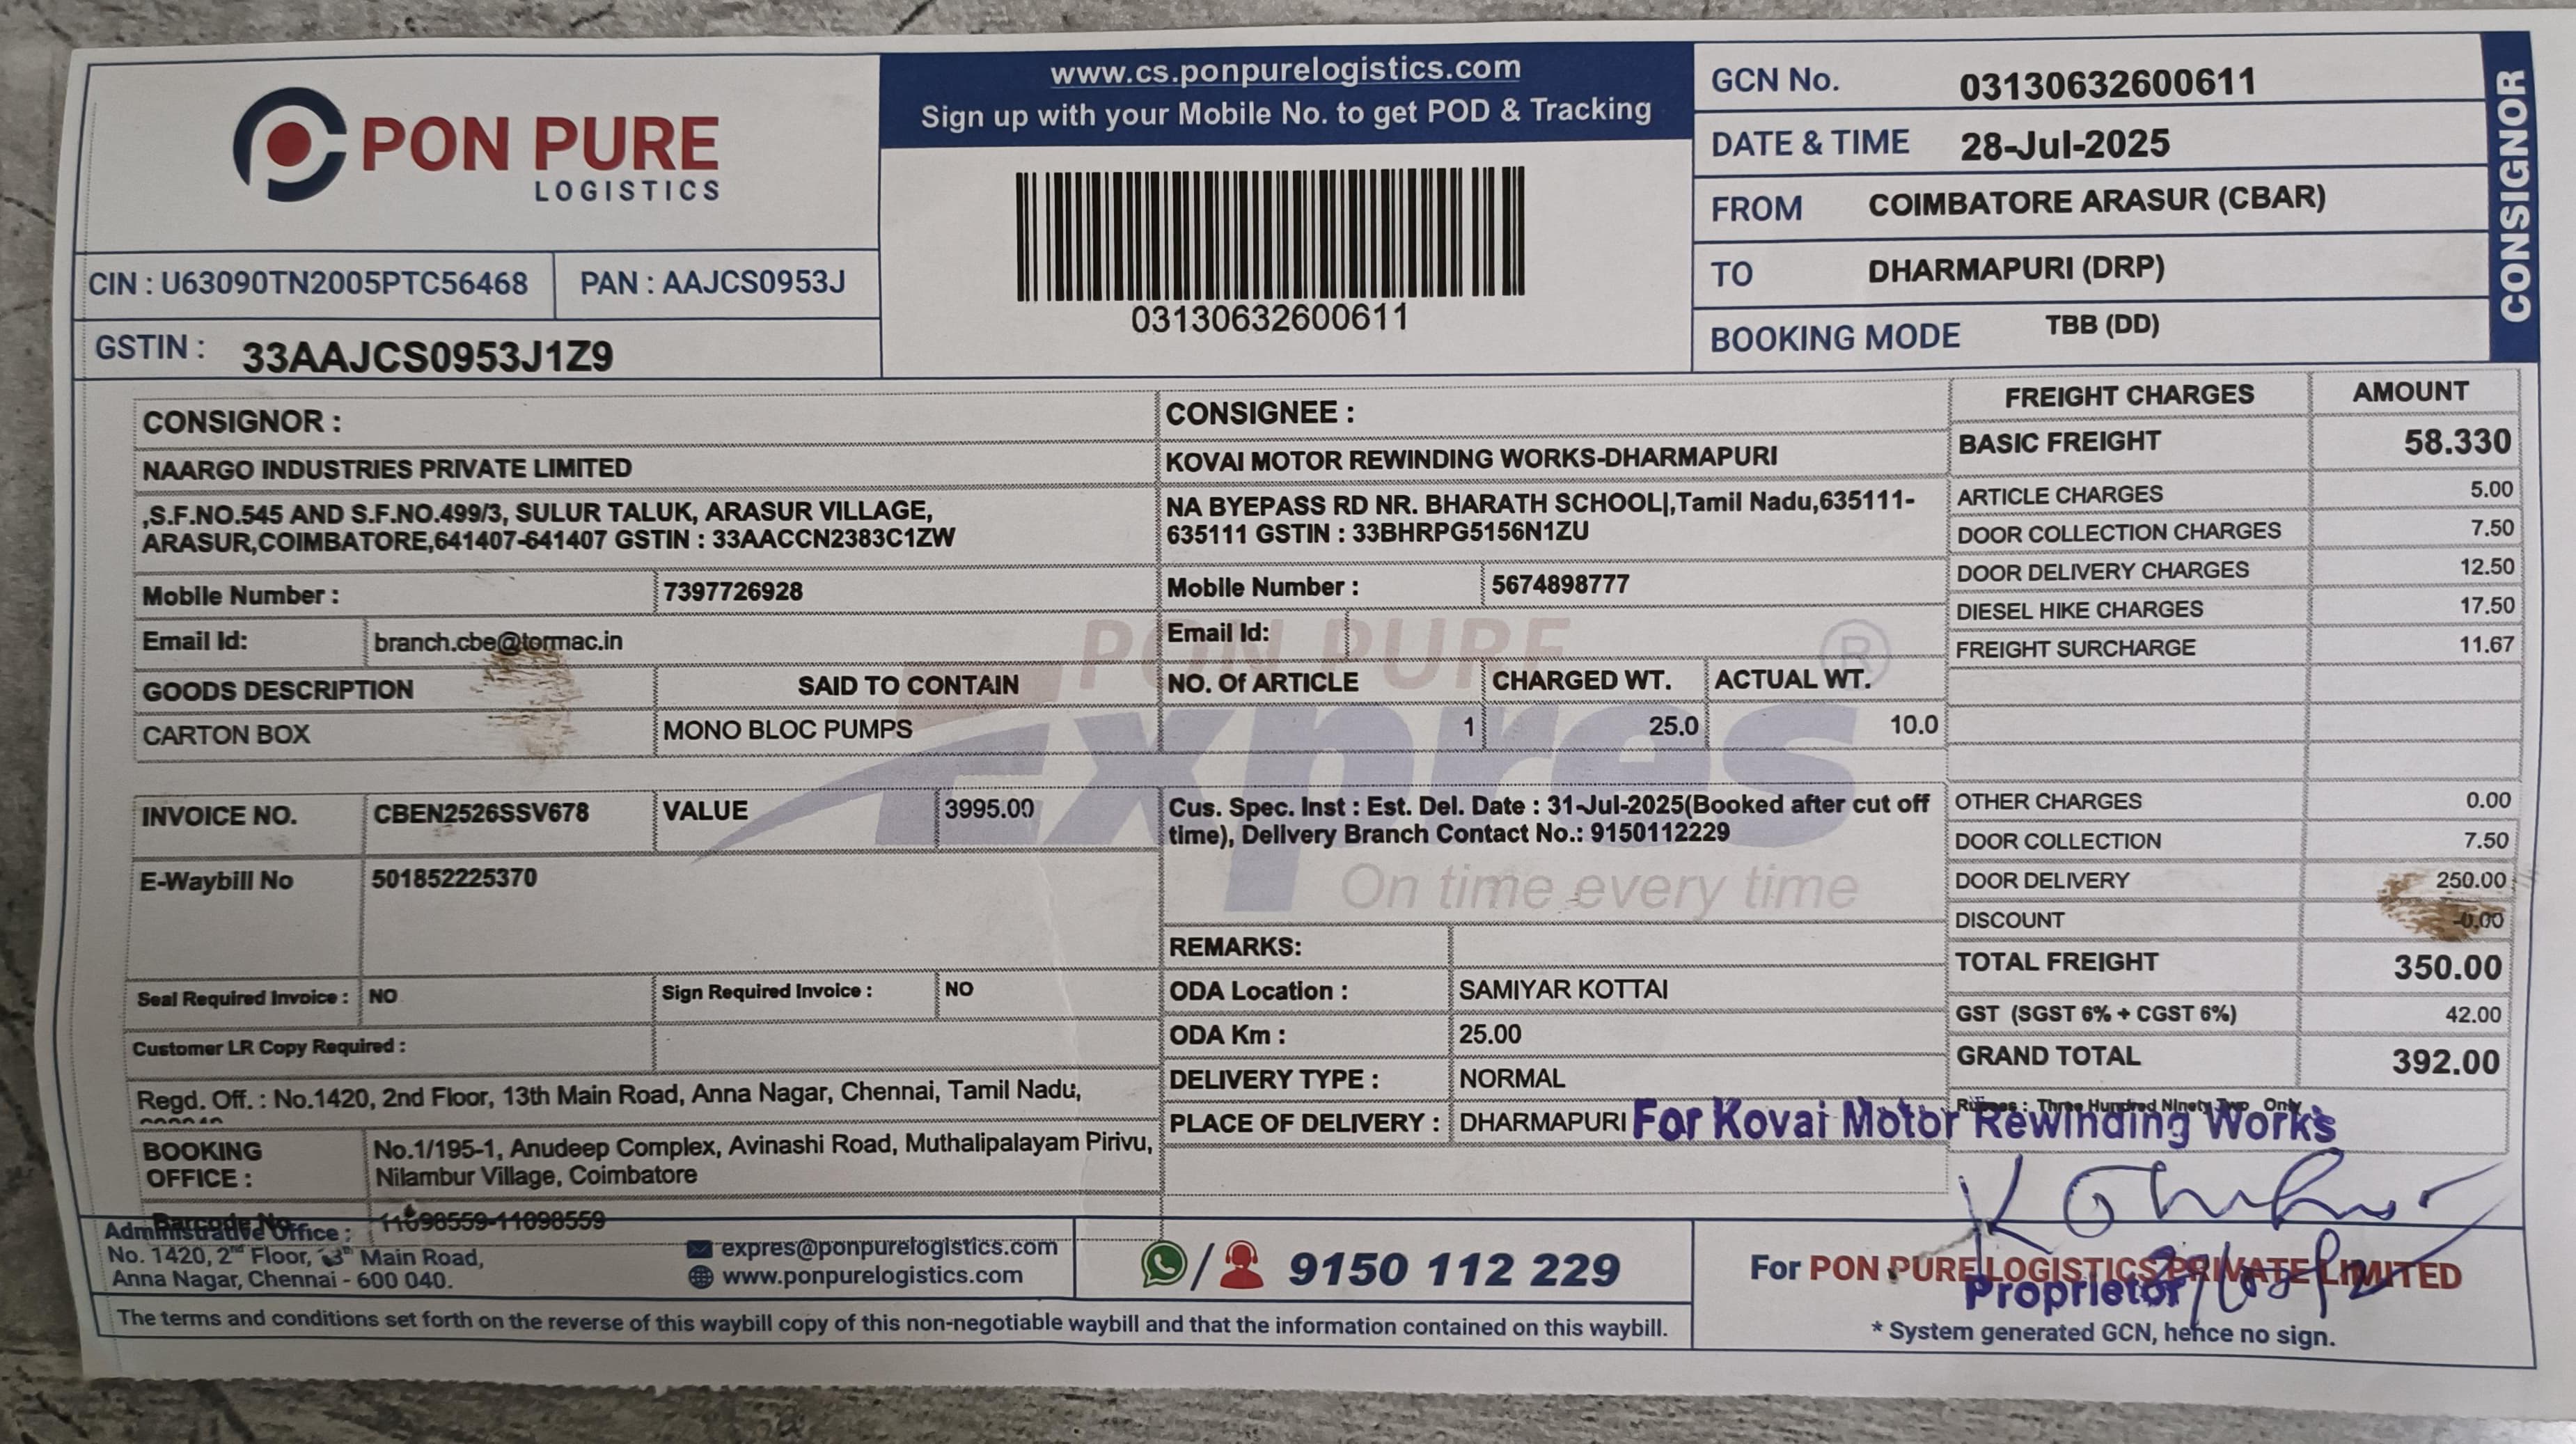 PON PURE
LOGISTICS
CIN : U63090TN2005PTC56468
PAN : AAJCS0953J
GSTIN : 33AAJCS0953J1Z9
www.cs.ponpurelogistics.com
Sign up with your Mobile No. to get POD & Tracking
03130632600611
GCN No. 03130632600611
DATE & TIME 28-Jul-2025
FROM COIMBATORE ARASUR (CBAR)
TO DHARMAPURI (DRP)
BOOKING MODE TBB (DD)
CONSIGNOR
CONSIGNOR :
NAARGO INDUSTRIES PRIVATE LIMITED
,S.F.NO.545 AND S.F.NO.499/3, SULUR TALUK, ARASUR VILLAGE,
ARASUR,COIMBATORE,641407-641407 GSTIN : 33AACCN2383C1ZW
Mobile Number : 7397726928
Email Id: branch.cbe@tormac.in
CONSIGNEE :
KOVAI MOTOR REWINDING WORKS-DHARMAPURI
NA BYEPASS RD NR. BHARATH SCHOOL|,Tamil Nadu,635111-
635111 GSTIN : 33BHRPG5156N1ZU
Mobile Number : 5674898777
Email Id:
GOODS DESCRIPTION SAID TO CONTAIN NO. Of ARTICLE CHARGED WT. ACTUAL WT.
CARTON BOX MONO BLOC PUMPS 1 25.0 10.0
PON PURE ®
Expres
On time every time
INVOICE NO. CBEN2526SSV678 VALUE 3995.00
E-Waybill No 501852225370
Seal Required Invoice : NO Sign Required Invoice : NO
Customer LR Copy Required :
Regd. Off. : No.1420, 2nd Floor, 13th Main Road, Anna Nagar, Chennai, Tamil Nadu,
BOOKING OFFICE : No.1/195-1, Anudeep Complex, Avinashi Road, Muthalipalayam Pirivu,
Nilambur Village, Coimbatore
Barcode No 11098559-11098559
Cus. Spec. Inst : Est. Del. Date : 31-Jul-2025(Booked after cut off
time), Delivery Branch Contact No.: 9150112229
REMARKS:
ODA Location : SAMIYAR KOTTAI
ODA Km : 25.00
DELIVERY TYPE : NORMAL
PLACE OF DELIVERY : DHARMAPURI
FREIGHT CHARGES AMOUNT
BASIC FREIGHT 58.330
ARTICLE CHARGES 5.00
DOOR COLLECTION CHARGES 7.50
DOOR DELIVERY CHARGES 12.50
DIESEL HIKE CHARGES 17.50
FREIGHT SURCHARGE 11.67
OTHER CHARGES 0.00
DOOR COLLECTION 7.50
DOOR DELIVERY 250.00
DISCOUNT -0.00
TOTAL FREIGHT 350.00
GST (SGST 6% + CGST 6%) 42.00
GRAND TOTAL 392.00
Rupees : Three Hundred Ninety Two Only
For Kovai Motor Rewinding Works
Proprietor
Administrative Office :
No. 1420, 2nd Floor, 13th Main Road,
Anna Nagar, Chennai - 600 040.
expres@ponpurelogistics.com
www.ponpurelogistics.com
/ 9150 112 229
For PON PURE LOGISTICS PRIVATE LIMITED
* System generated GCN, hence no sign.
The terms and conditions set forth on the reverse of this waybill copy of this non-negotiable waybill and that the information contained on this waybill.